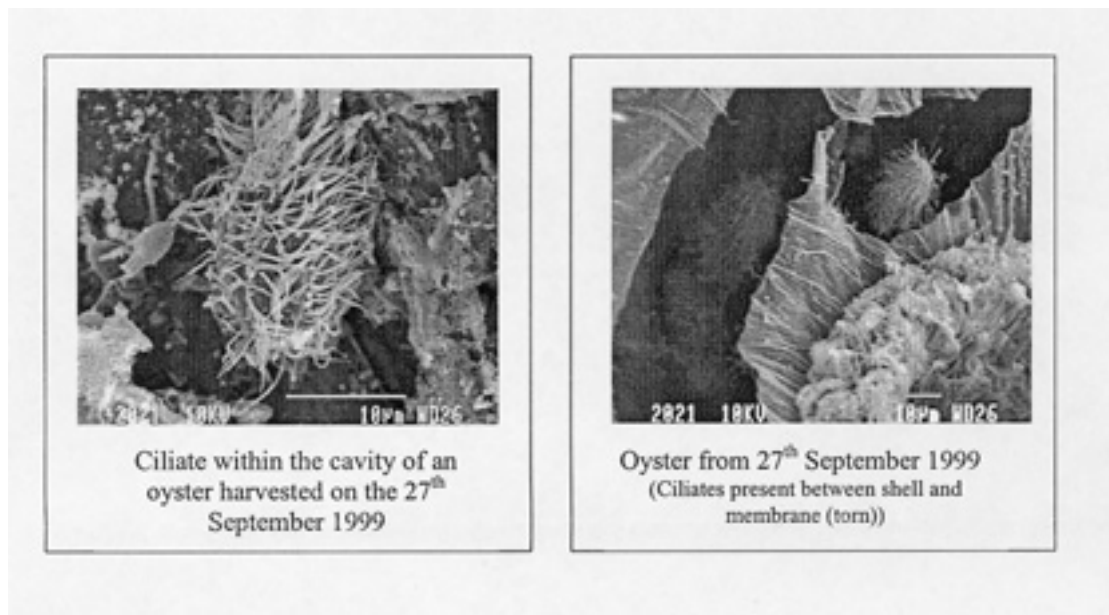 2021 10KV 10µm WD26
Ciliate within the cavity of an
oyster harvested on the 27th
September 1999
2021 10KV 10µm WD26
Oyster from 27th September 1999
(Ciliates present between shell and
membrane (torn))